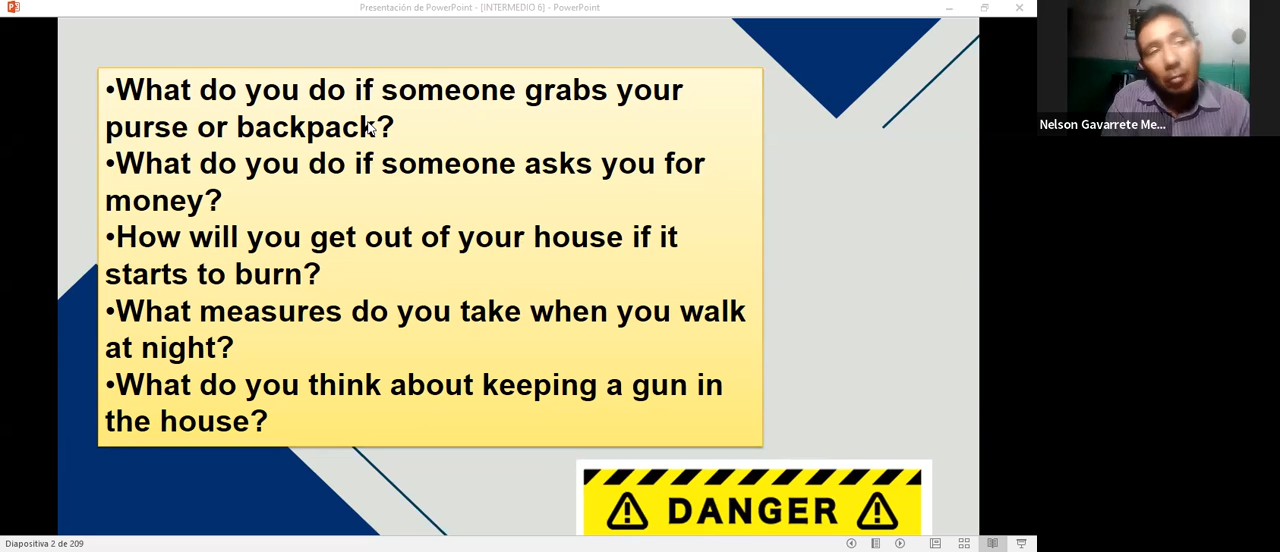 Presentación de PowerPoint - [INTERMEDIO 6] - PowerPoint
•What do you do if someone grabs your
purse or backpack?
•What do you do if someone asks you for
money?
•How will you get out of your house if it
starts to burn?
•What measures do you take when you walk
at night?
•What do you think about keeping a gun in
the house?
DANGER
Nelson Gavarrete Me...
Diapositiva 2 de 209